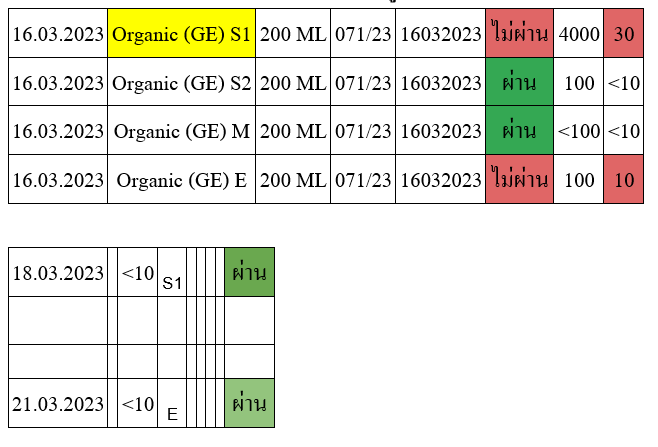 16.03.2023 Organic (GE) S1 200 ML 071/23 16032023 ไม่ผ่าน 4000 30
16.03.2023 Organic (GE) S2 200 ML 071/23 16032023 ผ่าน 100 <10
16.03.2023 Organic (GE) M 200 ML 071/23 16032023 ผ่าน <100 <10
16.03.2023 Organic (GE) E 200 ML 071/23 16032023 ไม่ผ่าน 100 10
18.03.2023 <10 S1 ผ่าน
21.03.2023 <10 E ผ่าน